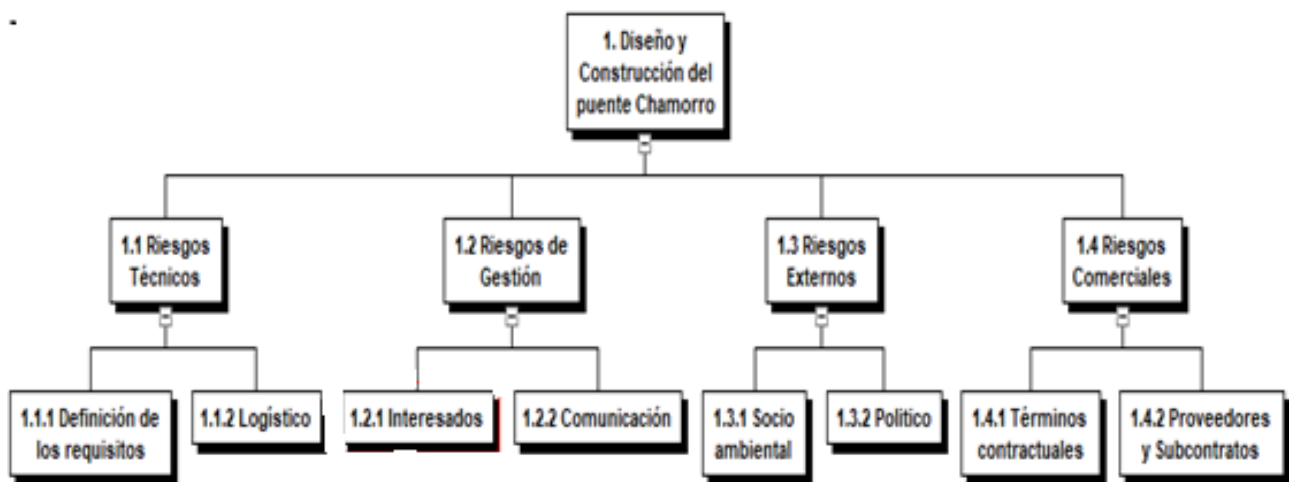 1. Diseño y
Construcción del
puente Chamorro
1.1 Riesgos
Técnicos
1.2 Riesgos de
Gestión
1.3 Riesgos
Externos
1.4 Riesgos
Comerciales
1.1.1 Definición de
los requisitos
1.1.2 Logístico
1.2.1 Interesados
1.2.2 Comunicación
1.3.1 Socio
ambiental
1.3.2 Político
1.4.1 Términos
contractuales
1.4.2 Proveedores
y Subcontratos